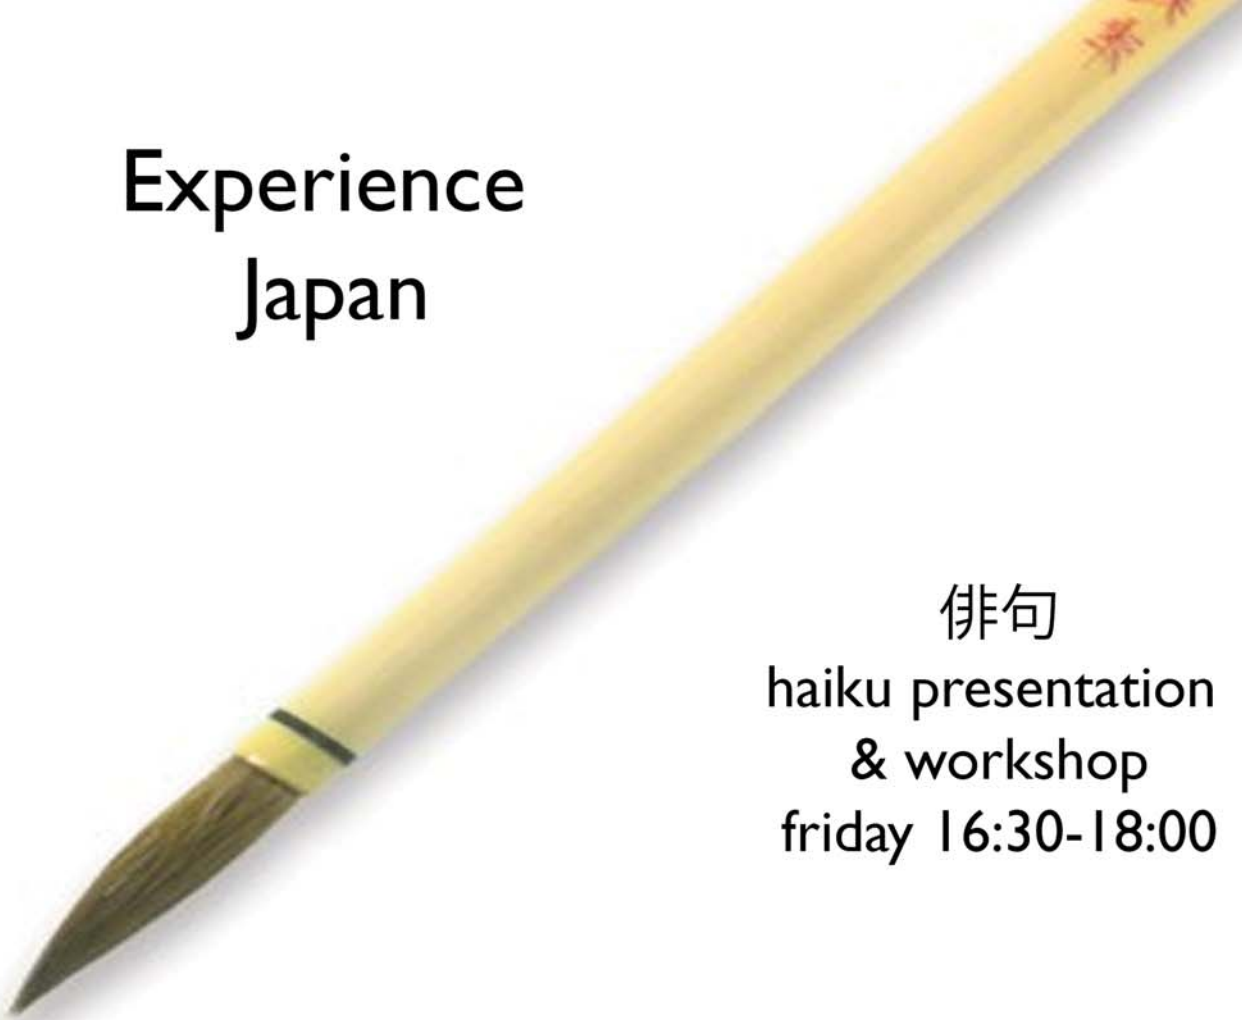 Experience
Japan
俳句
haiku presentation
& workshop
friday 16:30-18:00